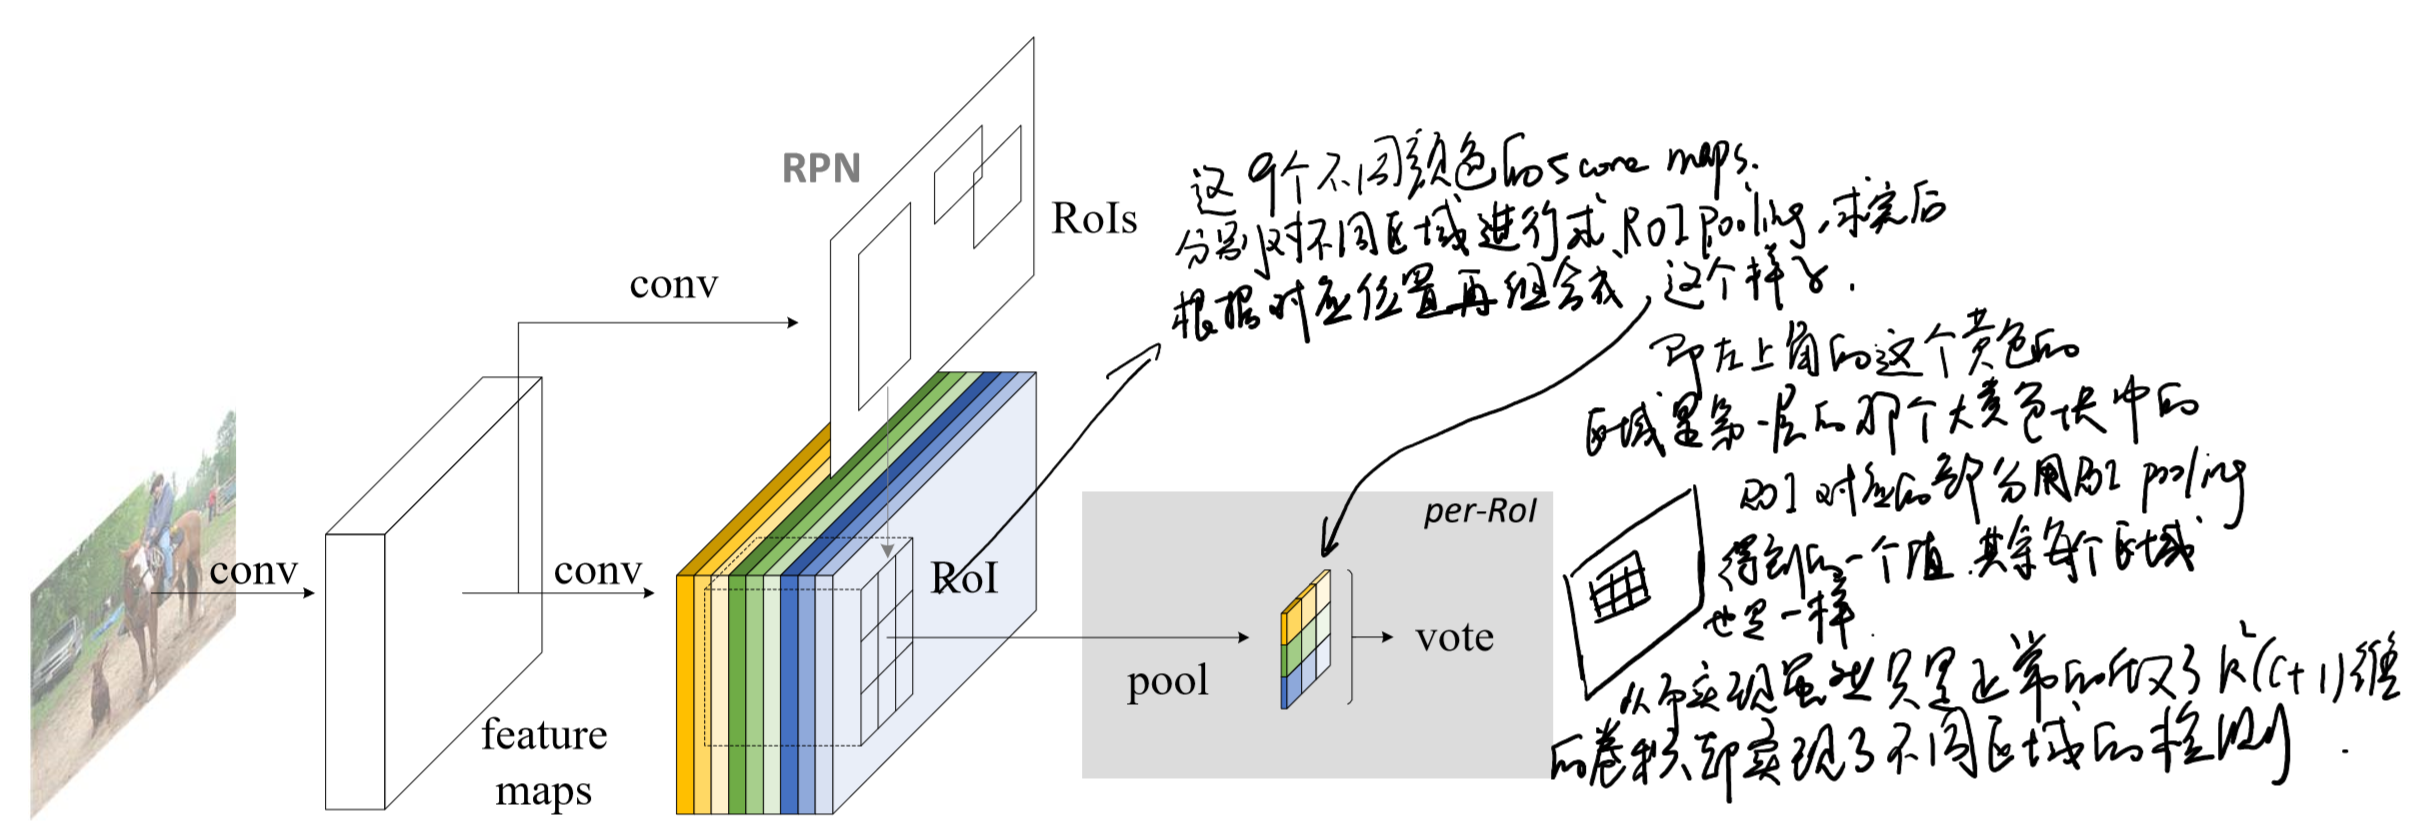 RPN
RoIs
conv
conv
conv
feature
maps
RoI
pool
per-RoI
vote
这9个不同颜色的score maps.
分别对不同区域进行求ROI pooling,求完后
根据对应位置再组合成,这个样子.
即左上角的这个黄色的
区域是第一层的那个大黄色块中的
ROI对应的部分用ROI pooling
得到的一个值.其余每个区域
也是一样.
从而实现虽然只是正常的做了k²(C+1)维
的卷积,却实现了不同区域的检测.